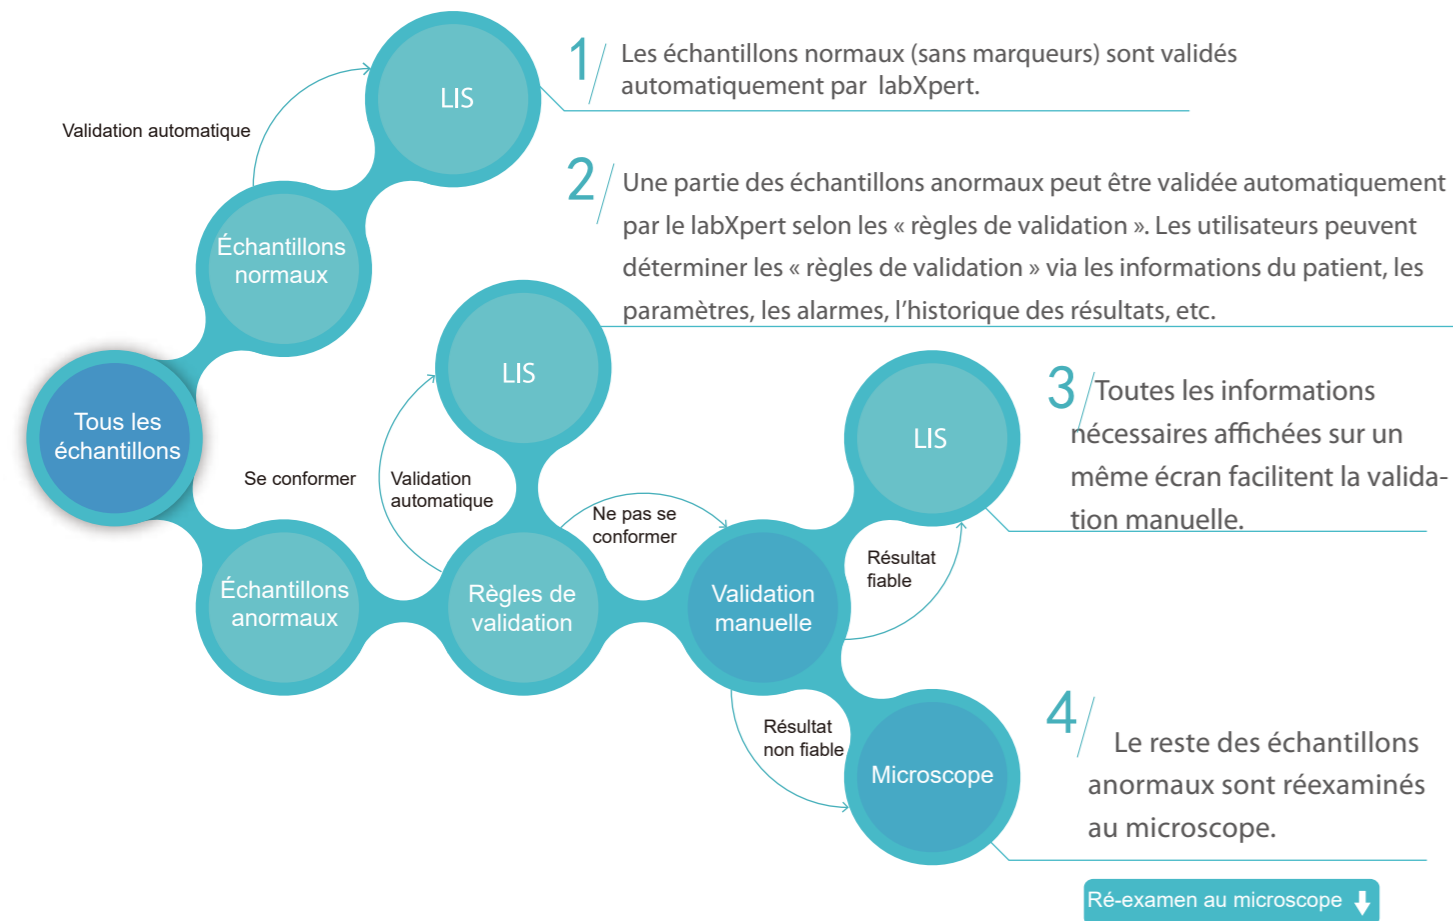 1
Les échantillons normaux (sans marqueurs) sont validés
automatiquement par labXpert.
LIS
Validation automatique
2
Une partie des échantillons anormaux peut être validée automatiquement
par le labXpert selon les « règles de validation ». Les utilisateurs peuvent
déterminer les « règles de validation » via les informations du patient, les
paramètres, les alarmes, l’historique des résultats, etc.
Échantillons
normaux
LIS
Tous les
échantillons
3
Toutes les informations
nécessaires affichées sur un
même écran facilitent la valida-
tion manuelle.
LIS
Se conformer
Validation
automatique
Ne pas se
conformer
Résultat
fiable
Échantillons
anormaux
Règles de
validation
Validation
manuelle
Résultat
non fiable
Microscope
4
Le reste des échantillons
anormaux sont réexaminés
au microscope.
Ré-examen au microscope